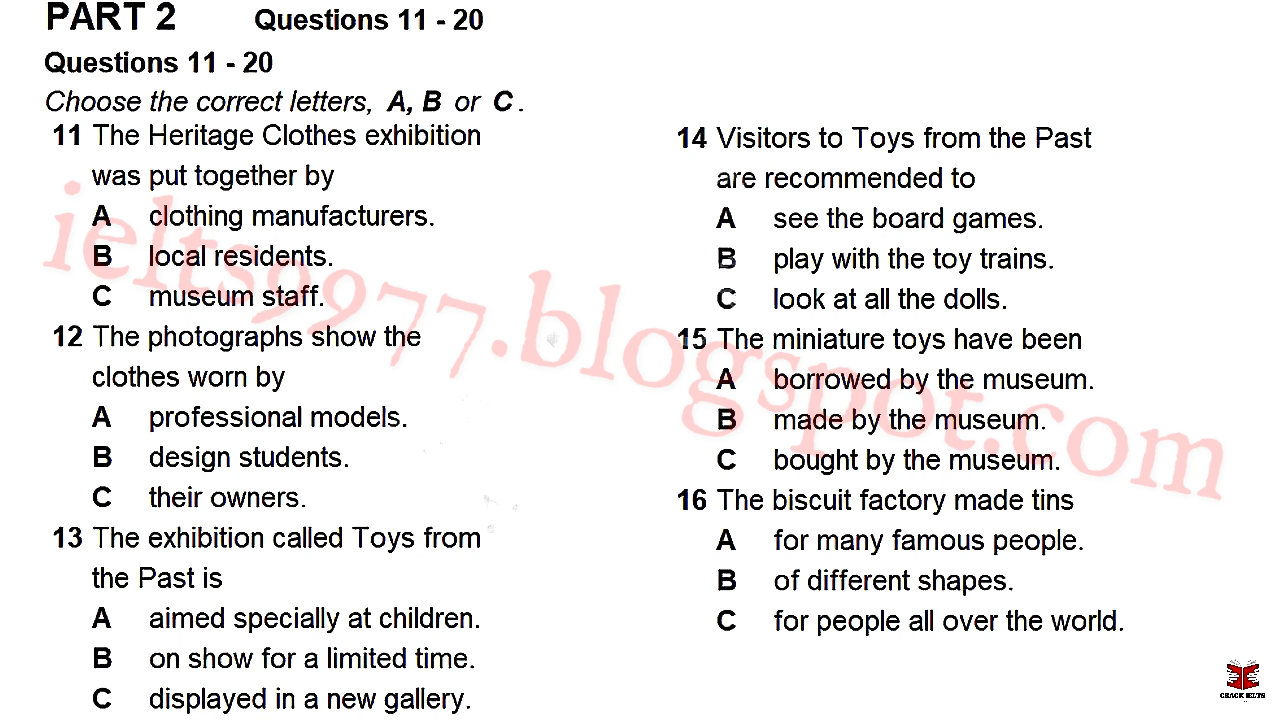 PART 2 Questions 11 - 20
Questions 11 - 20
Choose the correct letters, A, B or C .
11 The Heritage Clothes exhibition
was put together by
A clothing manufacturers.
B local residents.
C museum staff.
12 The photographs show the
clothes worn by
A professional models.
B design students.
C their owners.
13 The exhibition called Toys from
the Past is
A aimed specially at children.
B on show for a limited time.
C displayed in a new gallery.
14 Visitors to Toys from the Past
are recommended to
A see the board games.
B play with the toy trains.
C look at all the dolls.
15 The miniature toys have been
A borrowed by the museum.
B made by the museum.
C bought by the museum.
16 The biscuit factory made tins
A for many famous people.
B of different shapes.
C for people all over the world.
ielts9977.blogspot.com
CRACK IELTS